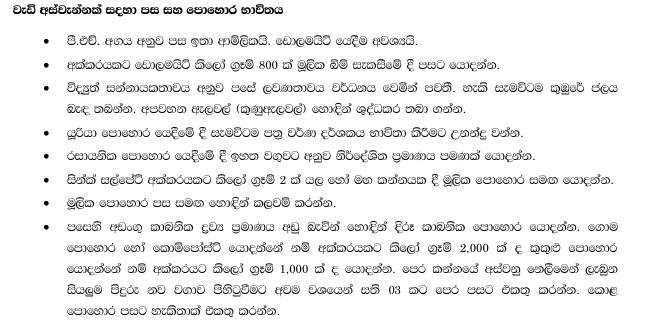 වැඩි අස්වැන්නක් සඳහා පස සහ පොහොර භාවිතය
• පී.එච්. අගය අනුව පස ඉතා ආම්ලිකයි. ඩොලමයිට් යෙදීම අවශ්‍යයි.
• අක්කරයකට ඩොලමයිට් කිලෝ ග්‍රෑම් 800 ක් මූලික බිම් සැකසීමේ දී පසට යොදන්න.
• විද්‍යුත් සන්නායකතාවය අනුව පසේ ලවණතාවය වර්ධනය වෙමින් පවතී. හැකි සැමවිටම කුඹුරේ ජලය
බැඳ තබන්න. අපවහන ඇලවල් (කුණුඇලවල්) හොඳින් ශුද්ධකර තබා ගන්න.
• යූරියා පොහොර යෙදීමේ දී සැමවිටම පත්‍ර වර්ණ දර්ශකය භාවිතා කිරීමට උනන්දු වන්න.
• රසායනික පොහොර යෙදීමේ දී ඉහත වගුවට අනුව නිර්දේශිත ප්‍රමාණය පමණක් යොදන්න.
• සින්ක් සල්පේට් අක්කරයකට කිලෝ ග්‍රෑම් 2 ක් යල හෝ මහ කන්නයක දී මූලික පොහොර සමඟ යොදන්න.
• මූලික පොහොර පස සමඟ හොඳින් කලවම් කරන්න.
• පසෙහි අඩංගු කාබනික ද්‍රව්‍ය ප්‍රමාණය අඩු බැවින් හොඳින් දිරූ කාබනික පොහොර යොදන්න. ගොම
පොහොර හෝ කොම්පෝස්ට් යොදන්නේ නම් අක්කරයකට කිලෝ ග්‍රෑම් 2,000 ක් ද කුකුළු පොහොර
යොදන්නේ නම් අක්කරයට කිලෝ ග්‍රෑම් 1,000 ක් ද යොදන්න. පෙර කන්නයේ අස්වනු නෙලීමෙන් ලැබුන
සියලුම පිදුරු නව වගාව පිහිටුවීමට අවම වශයෙන් සති 03 කට පෙර පසට එකතු කරන්න. කොළ
පොහොර පසට හැකිතාක් එකතු කරන්න.